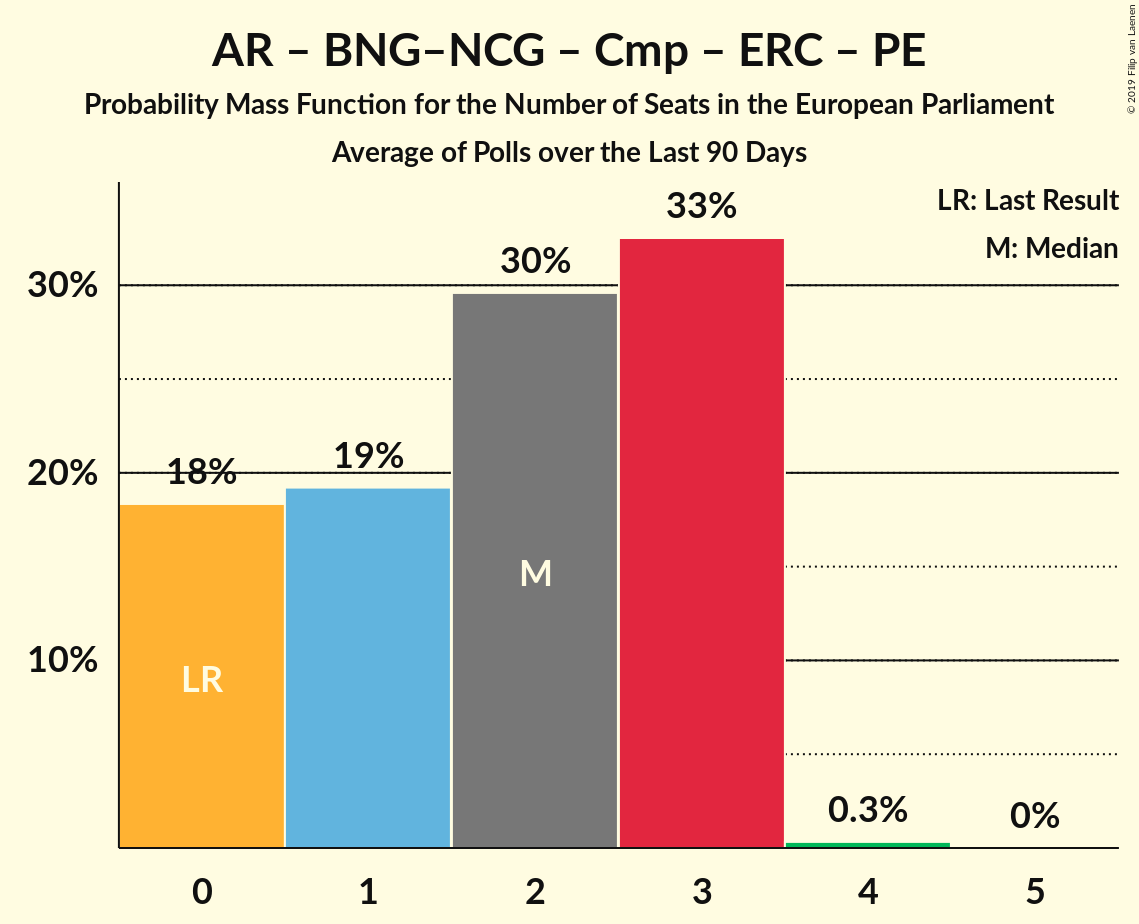 AR – BNG–NCG – Cmp – ERC – PE
Probability Mass Function for the Number of Seats in the European Parliament
Average of Polls over the Last 90 Days
© 2019 Filip van Laenen
LR: Last Result
M: Median
33%
30%
30%
20%
18%
19%
10%
M
LR
0.3%
0%
0
1
2
3
4
5